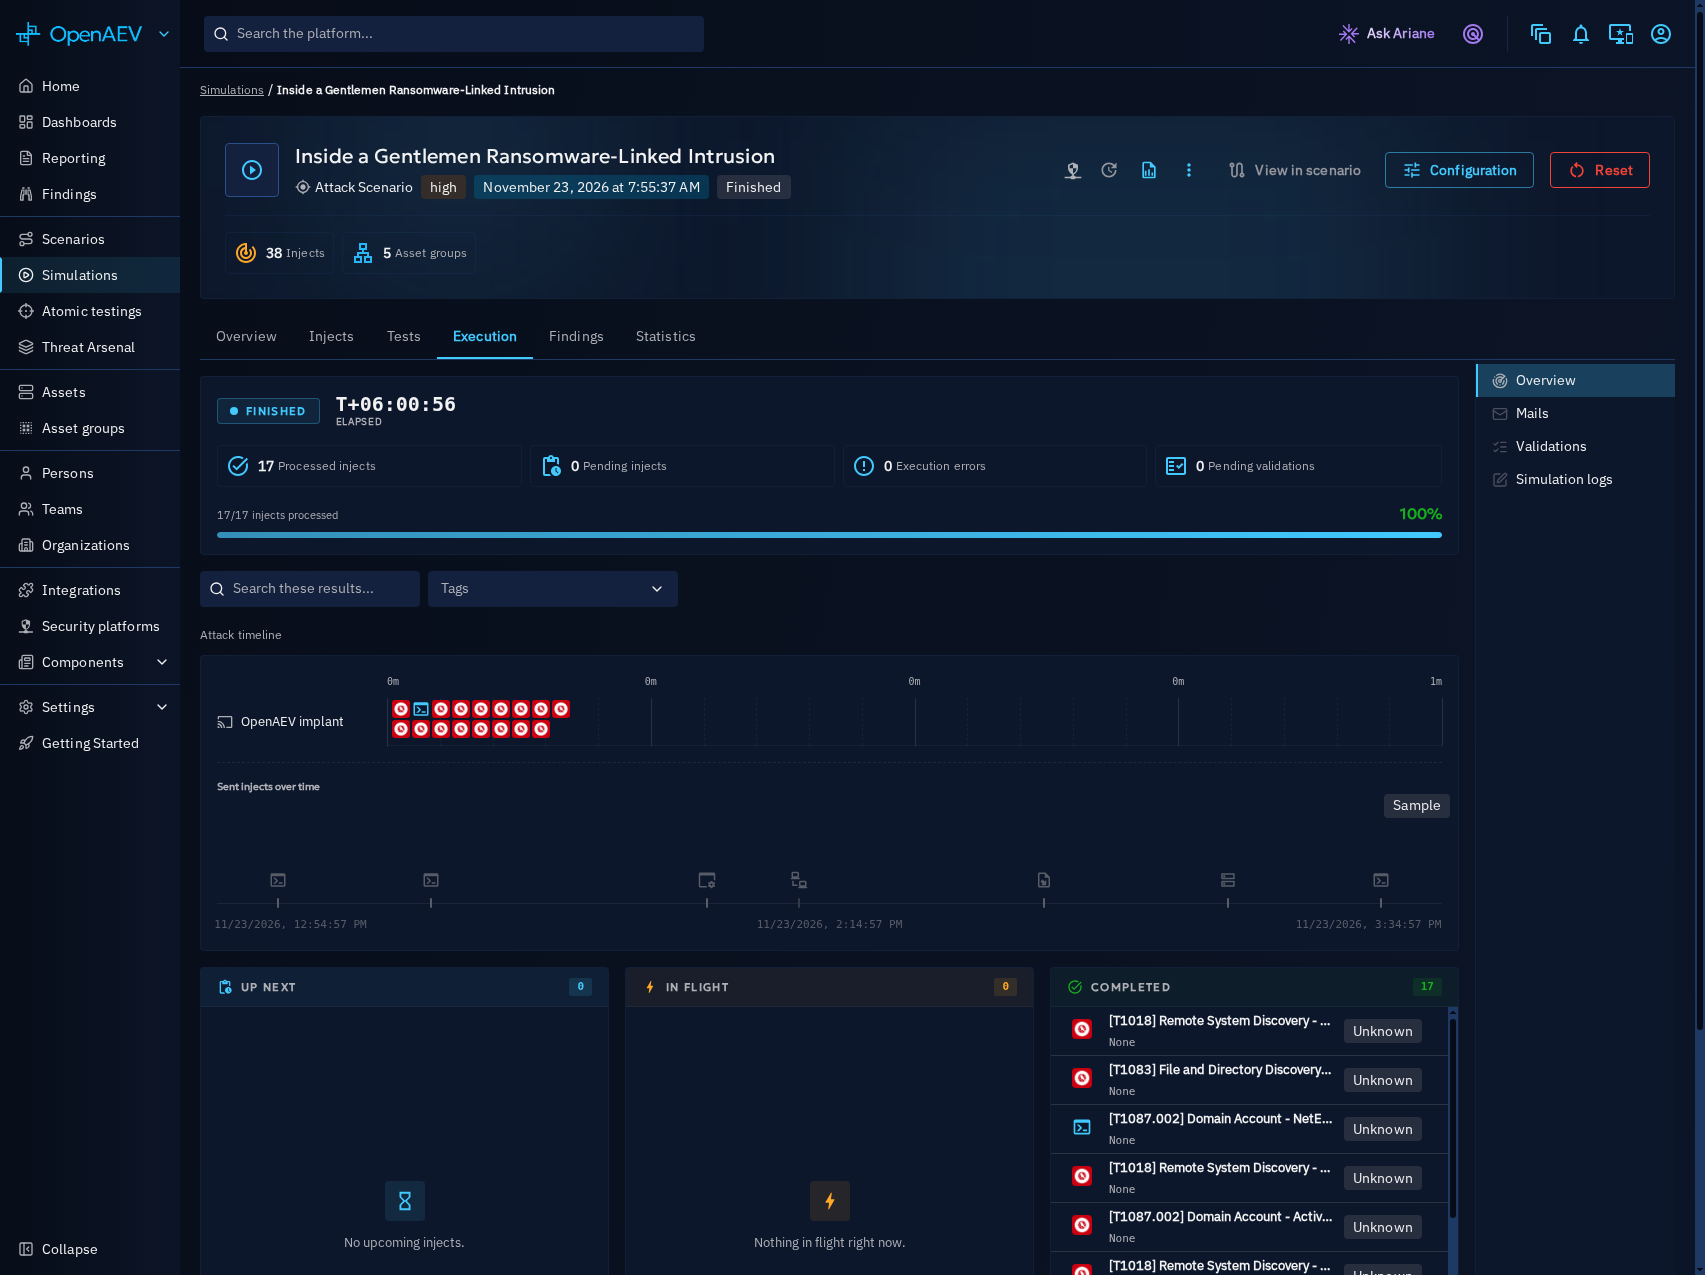 OpenAEV
Search the platform...
Ask Ariane
Home
Dashboards
Reporting
Findings
Scenarios
Simulations
Atomic testings
Threat Arsenal
Assets
Asset groups
Persons
Teams
Organizations
Integrations
Security platforms
Components
Settings
Getting Started
Collapse
Simulations / Inside a Gentlemen Ransomware-Linked Intrusion
Inside a Gentlemen Ransomware-Linked Intrusion
Attack Scenario high November 23, 2026 at 7:55:37 AM Finished
View in scenario Configuration Reset
38 Injects 5 Asset groups
Overview Injects Tests Execution Findings Statistics
FINISHED T+06:00:56
ELAPSED
17 Processed injects 0 Pending injects 0 Execution errors 0 Pending validations
17/17 injects processed 100%
Overview
Mails
Validations
Simulation logs
Search these results... Tags
Attack timeline
0m 0m 0m 0m 1m
OpenAEV implant
Sent injects over time
Sample
11/23/2026, 12:54:57 PM 11/23/2026, 2:14:57 PM 11/23/2026, 3:34:57 PM
UP NEXT 0
No upcoming injects.
IN FLIGHT 0
Nothing in flight right now.
COMPLETED 17
[T1018] Remote System Discovery - ... Unknown
None
[T1083] File and Directory Discovery... Unknown
None
[T1087.002] Domain Account - NetE... Unknown
None
[T1018] Remote System Discovery - ... Unknown
None
[T1087.002] Domain Account - Activ... Unknown
None
[T1018] Remote System Discovery - ... Unknown